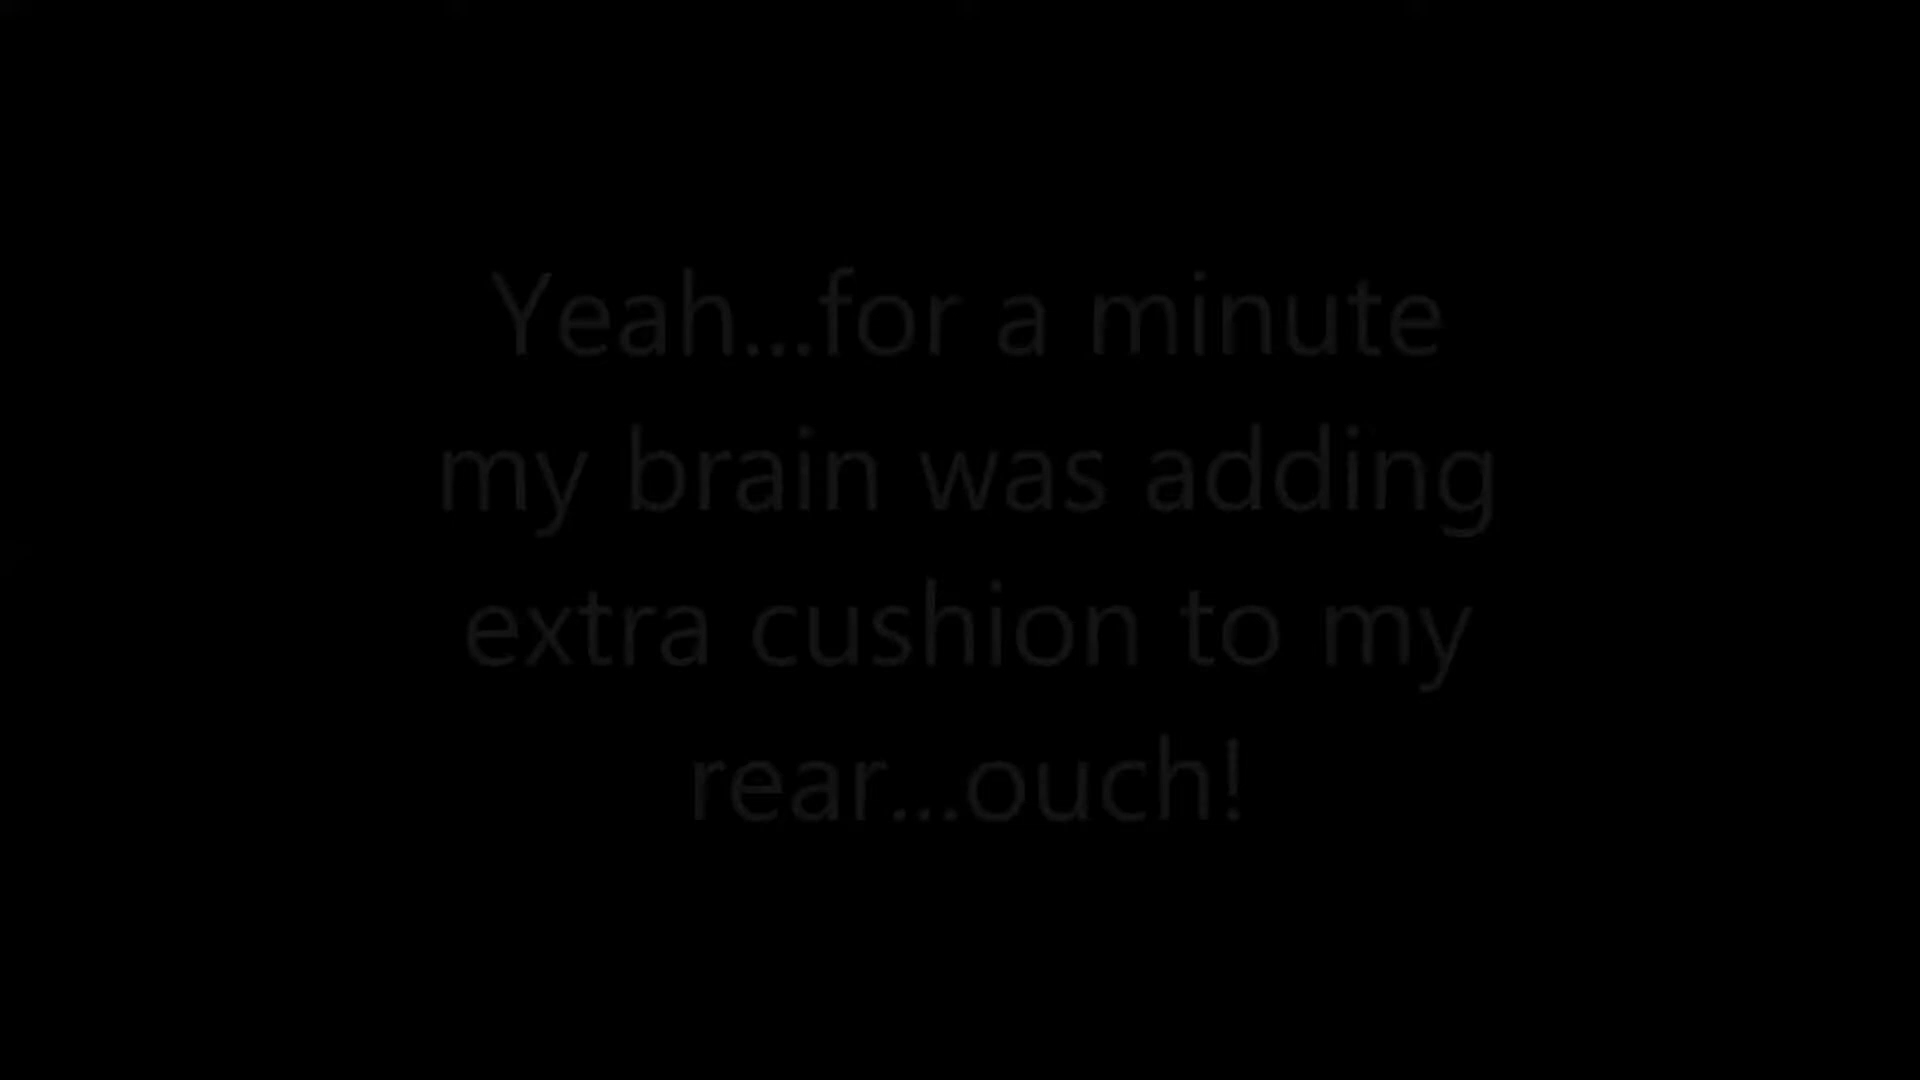 Yeah...for a minute
my brain was adding
extra cushion to my
rear...ouch!